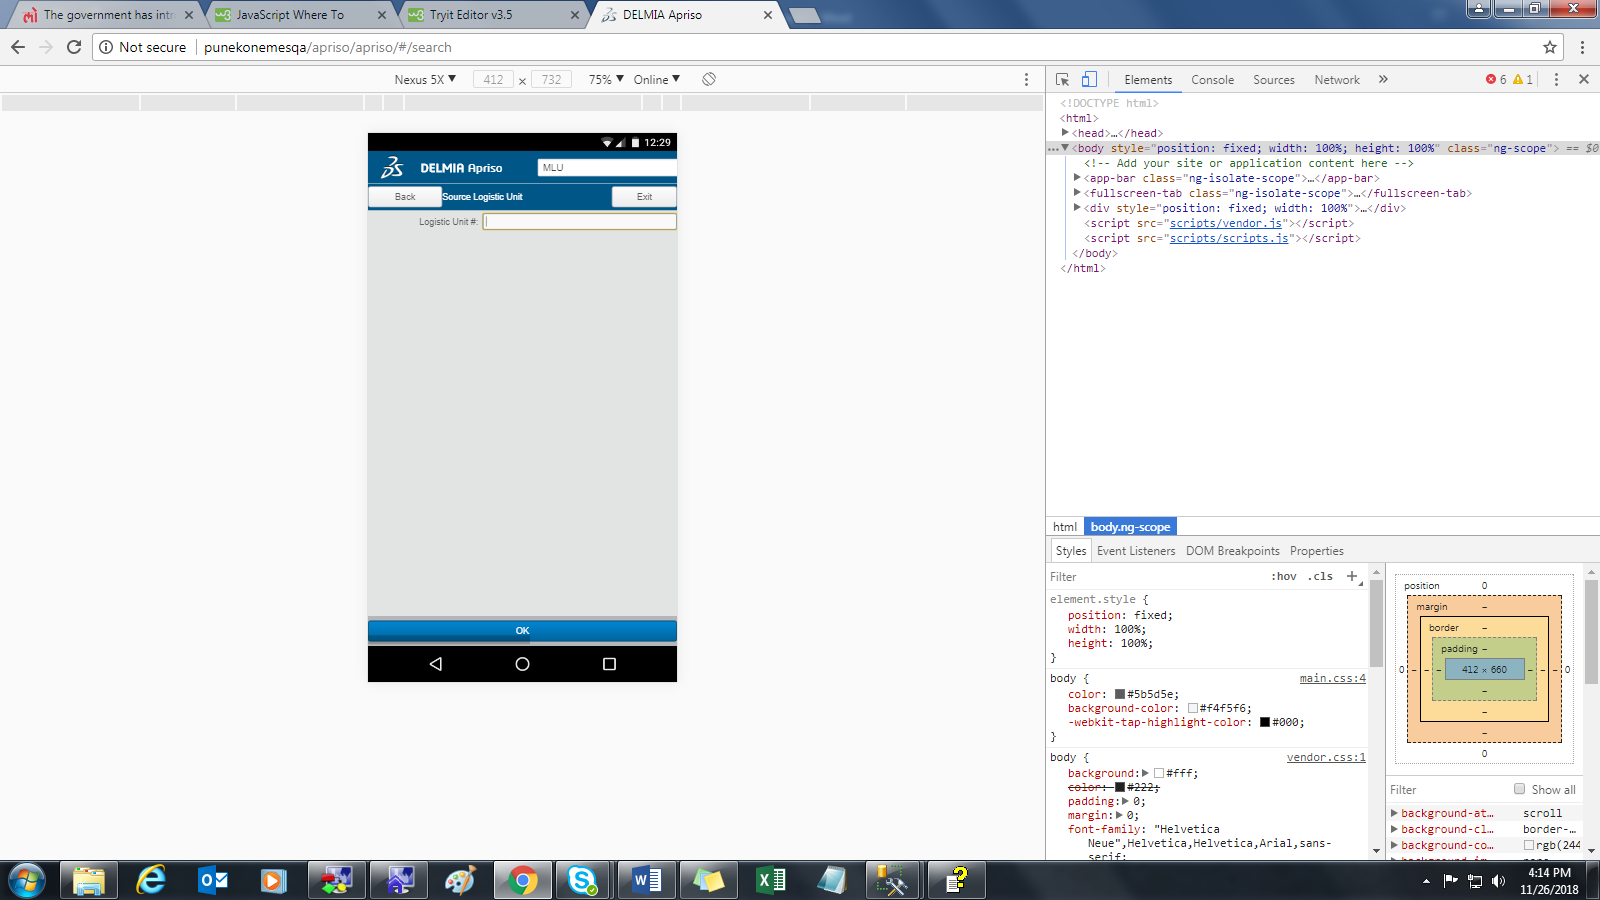 The government has intr
JavaScript Where To
Tryit Editor v3.5
DELMIA Apriso
Not secure punekonemesqa/apriso/apriso/#/search
Nexus 5X 412 x 732 75% Online
12:29
DELMIA Apriso MLU
Back Source Logistic Unit Exit
Logistic Unit #:
OK
Elements Console Sources Network » 6 1
<!DOCTYPE html>
<html>
<head>…</head>
<body style="position: fixed; width: 100%; height: 100%" class="ng-scope"> == $0
<!-- Add your site or application content here -->
<app-bar class="ng-isolate-scope">…</app-bar>
<fullscreen-tab class="ng-isolate-scope">…</fullscreen-tab>
<div style="position: fixed; width: 100%">…</div>
<script src="scripts/vendor.js"></script>
<script src="scripts/scripts.js"></script>
</body>
</html>
html body.ng-scope
Styles Event Listeners DOM Breakpoints Properties
Filter :hov .cls +
element.style {
position: fixed;
width: 100%;
height: 100%;
}
body { main.css:4
color: #5b5d5e;
background-color: #f4f5f6;
-webkit-tap-highlight-color: #000;
}
body { vendor.css:1
background: #fff;
color: #222;
padding: 0;
margin: 0;
font-family: "Helvetica
Neue",Helvetica,Helvetica,Arial,sans-
serif;
position 0
margin –
border –
padding –
0 – – – 412 × 660 – – – 0
–
–
–
0
Filter Show all
background-at… scroll
background-cl… border-…
background-co… rgb(244
4:14 PM
11/26/2018